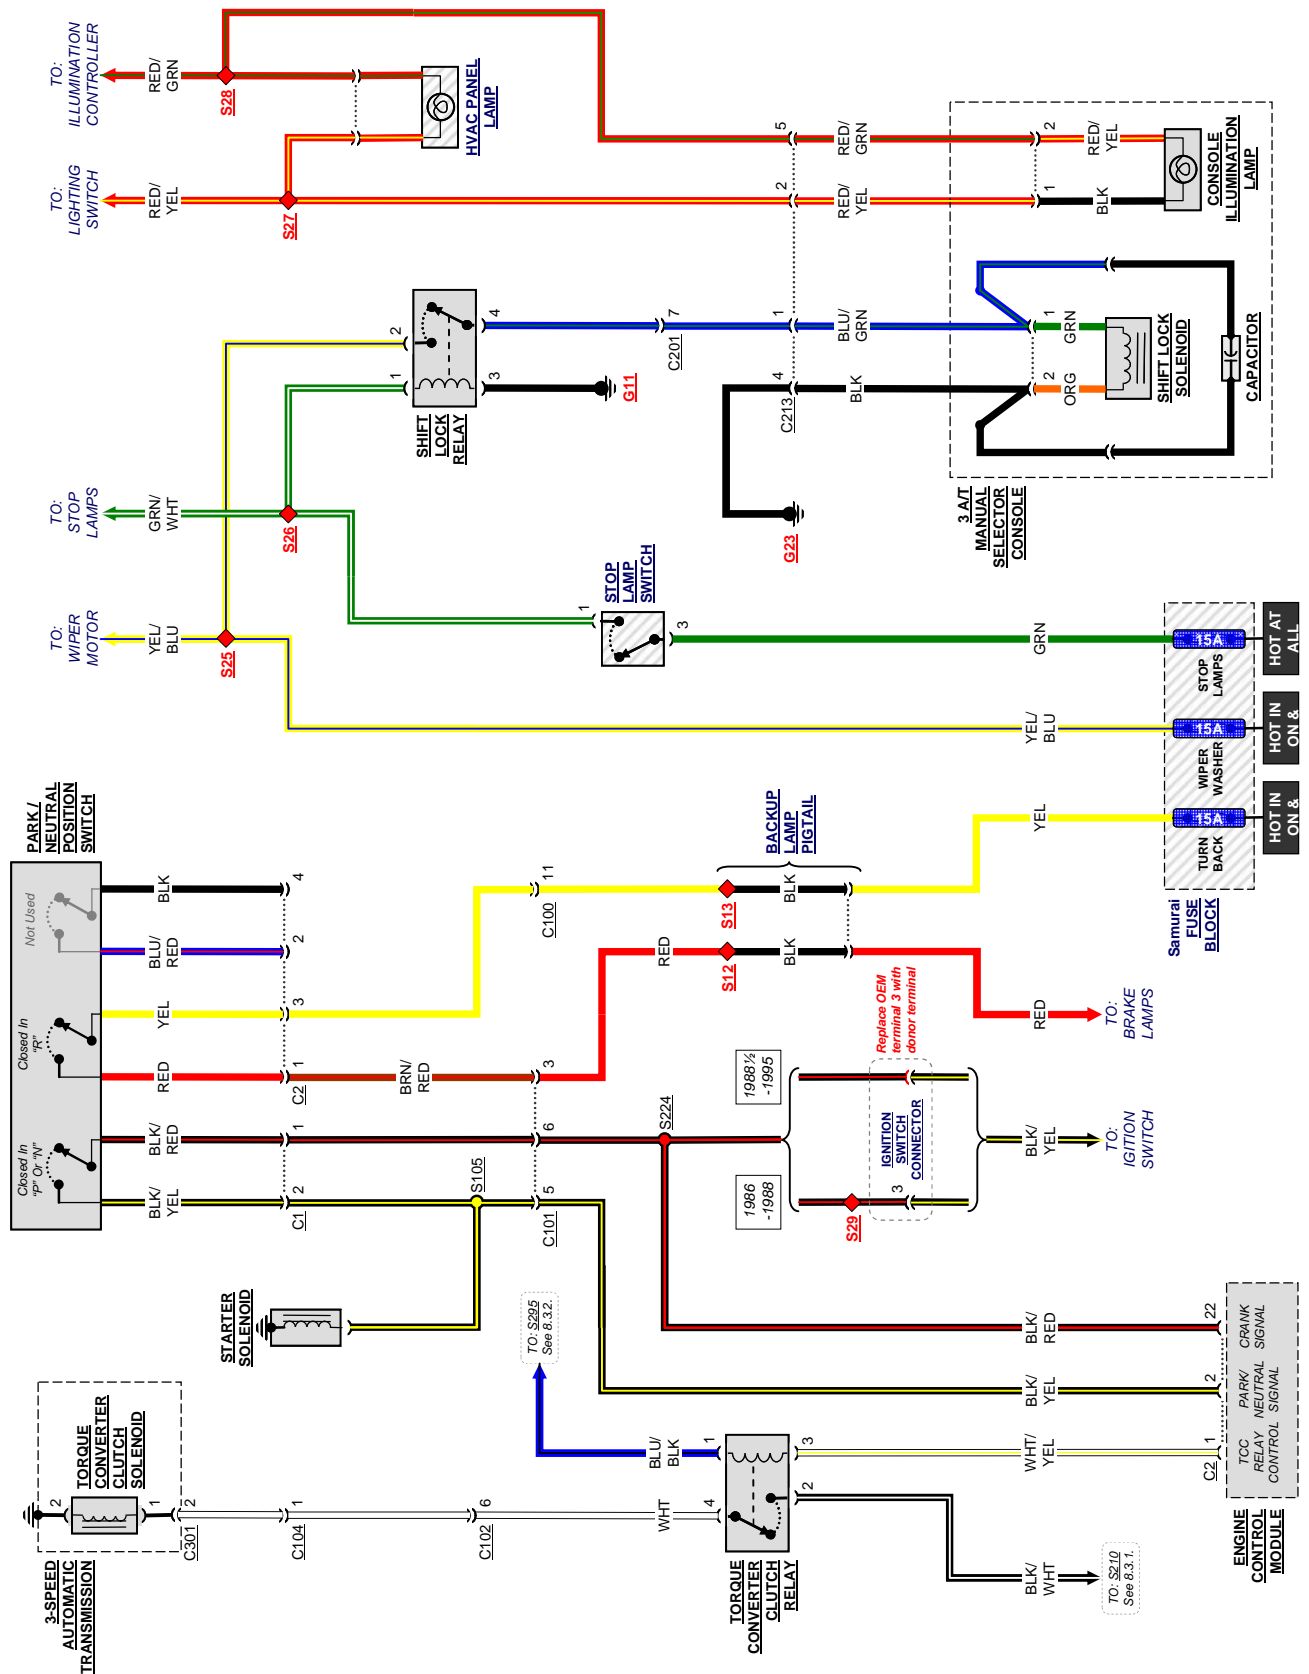 3-SPEED
AUTOMATIC
TRANSMISSION
TORQUE
CONVERTER
CLUTCH
SOLENOID
2
1
2
C301
1
C104
6
C102
WHT
4
TORQUE
CONVERTER
CLUTCH
RELAY
1
3
2
BLU/
BLK
TO: S295
See 8.3.2.
BLK/
WHT
TO: S210
See 8.3.1.
WHT/
YEL
BLK/
YEL
BLK/
RED
1
C2
2
22
TCC
RELAY
CONTROL
PARK/
NEUTRAL
SIGNAL
CRANK
SIGNAL
ENGINE
CONTROL
MODULE
STARTER
SOLENOID
PARK/
NEUTRAL
POSITION
SWITCH
Closed In
"P" Or "N"
Closed In
"R"
Not Used
BLK/
YEL
BLK/
RED
RED
YEL
BLU/
RED
BLK
2
C1
1
1
C2
3
2
4
S105
BRN/
RED
5
C101
6
3
11
C100
S224
1986
-1988
1988½
-1995
S29
3
IGNITION
SWITCH
CONNECTOR
Replace OEM
terminal 3 with
donor terminal
BLK/
YEL
TO:
IGITION
SWITCH
RED
S12
S13
BLK
BLK
BACKUP
LAMP
PIGTAIL
RED
TO:
BRAKE
LAMPS
YEL
Samurai
FUSE
BLOCK
TURN
BACK
15A
WIPER
WASHER
15A
STOP
LAMPS
15A
HOT IN
ON &
HOT IN
ON &
HOT AT
ALL
YEL/
BLU
GRN
TO:
WIPER
MOTOR
YEL/
BLU
S25
TO:
STOP
LAMPS
GRN/
WHT
S26
STOP
LAMP
SWITCH
1
3
SHIFT
LOCK
RELAY
1
2
3
4
G11
7
C201
G23
4
C213
1
2
5
BLK
BLU/
GRN
RED/
YEL
RED/
GRN
3 A/T
MANUAL
SELECTOR
CONSOLE
2
1
ORG
GRN
SHIFT LOCK
SOLENOID
CAPACITOR
1
2
BLK
RED/
YEL
CONSOLE
ILLUMINATION
LAMP
TO:
LIGHTING
SWITCH
RED/
YEL
S27
TO:
ILLUMINATION
CONTROLLER
RED/
GRN
S28
HVAC PANEL
LAMP